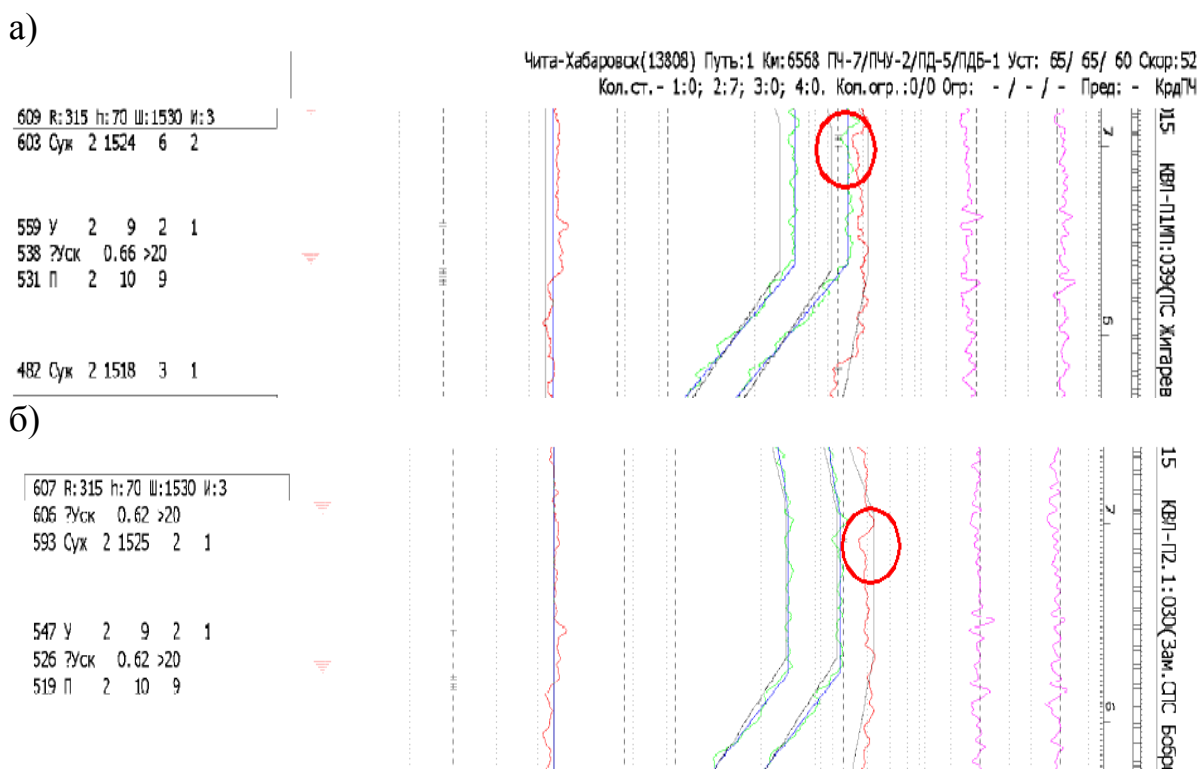 а)
Чита-Хабаровск(13808) Путь:1 Км:6568 ПЧ-7/ПЧУ-2/ПД-5/ПДБ-1 Уст: 65/ 65/ 60 Скор:52
Кол.ст.- 1:0; 2:7; 3:0; 4:0. Кол.огр.:0/0 Огр: - / - / - Пред: - КрдПЧ
609 R:315 h:70 Ш:1530 И:3
603 Суж 2 1524 6 2
559 У 2 9 2 1
538 ?Уск 0.66 >20
531 П 2 10 9
482 Суж 2 1518 3 1
7
5
15 КВЛ-П1МП:039(ПС Жигарев
б)
607 R:315 h:70 Ш:1530 И:3
606 ?Уск 0.62 >20
593 Суж 2 1525 2 1
547 У 2 9 2 1
526 ?Уск 0.62 >20
519 П 2 10 9
7
6
15 КВЛ-П2.1:030(Зам.СПС Бобро